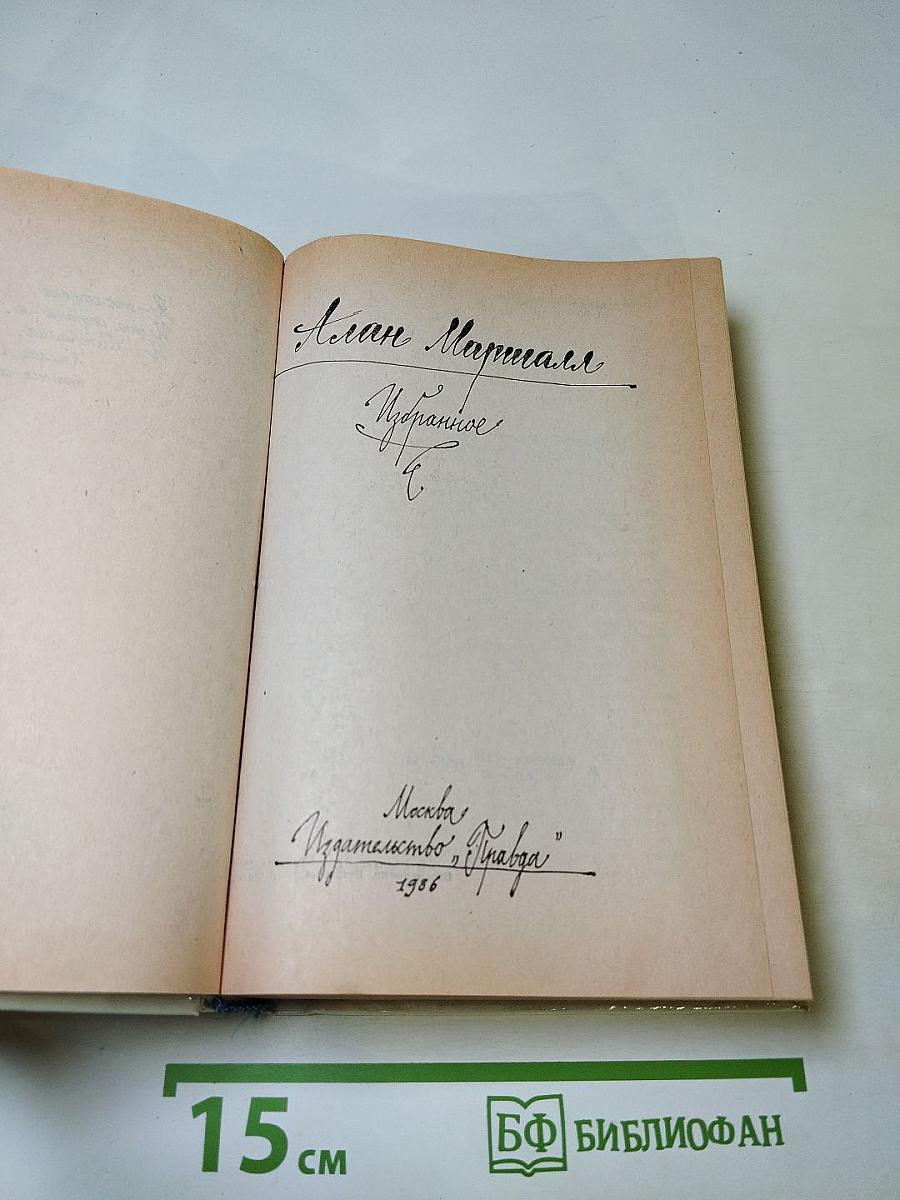 Алан Маршалл
Избранное
Москва
Издательство „Правда”
1986
15 см
БФ БИБЛИОФАН